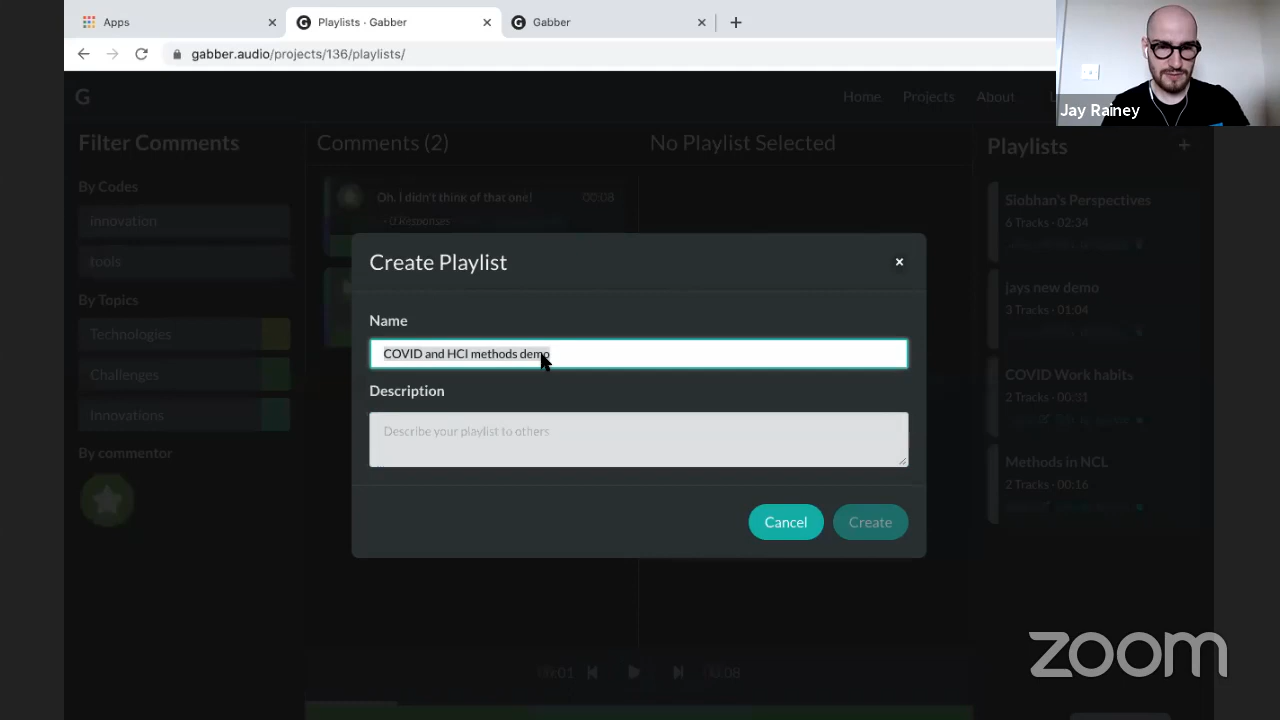 Apps
Playlists · Gabber
Gabber
gabber.audio/projects/136/playlists/
Jay Rainey
G
Home
Projects
About
Filter Comments
Comments (2)
No Playlist Selected
Playlists
By Codes
innovation
tools
By Topics
Technologies
Challenges
Innovations
By commentor
Oh, I didn't think of that one!
00:08
Create Playlist
Name
COVID and HCI methods demo
Description
Describe your playlist to others
Cancel
Create
Siobhan's Perspectives
6 Tracks · 02:34
jays new demo
3 Tracks · 01:04
COVID Work habits
2 Tracks · 00:31
Methods in NCL
2 Tracks · 00:16
zoom